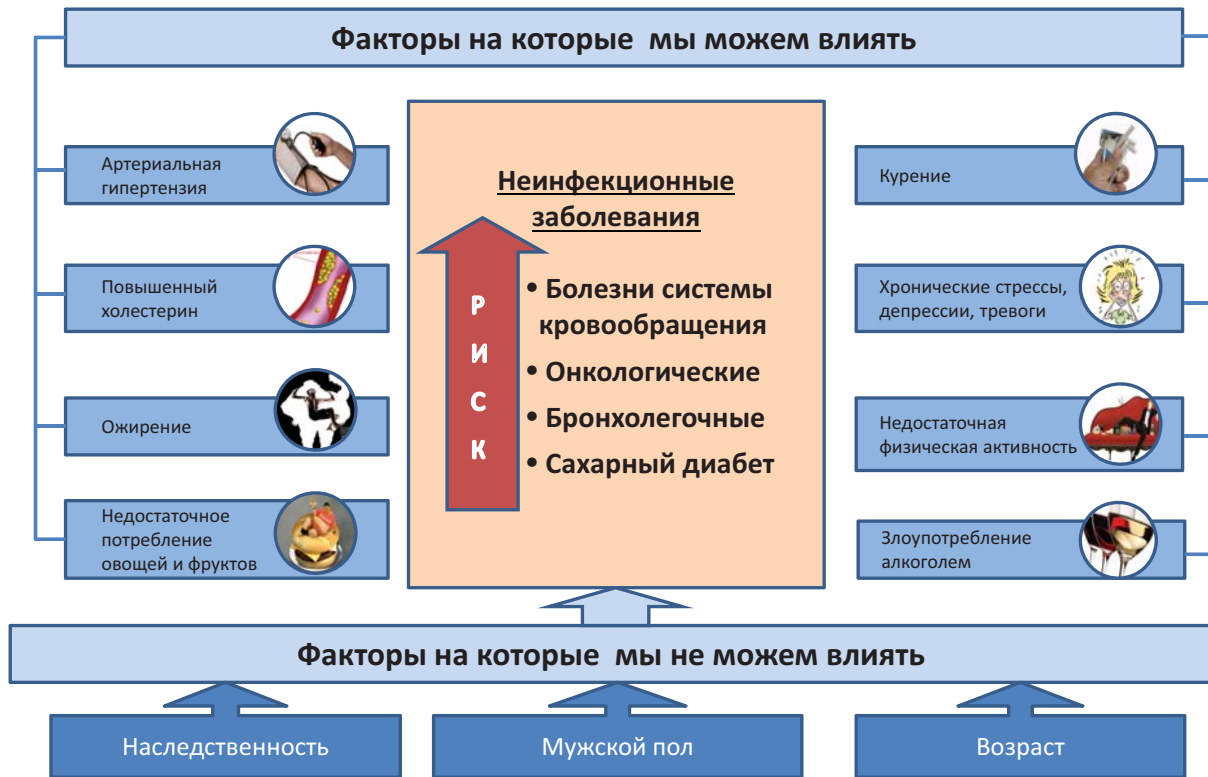 Факторы на которые мы можем влиять
Артериальная
гипертензия
Повышенный
холестерин
Ожирение
Недостаточное
потребление
овощей и фруктов
Неинфекционные
заболевания
РИСК
• Болезни системы
кровообращения
• Онкологические
• Бронхолегочные
• Сахарный диабет
Курение
Хронические стрессы,
депрессии, тревоги
Недостаточная
физическая активность
Злоупотребление
алкоголем
Факторы на которые мы не можем влиять
Наследственность
Мужской пол
Возраст